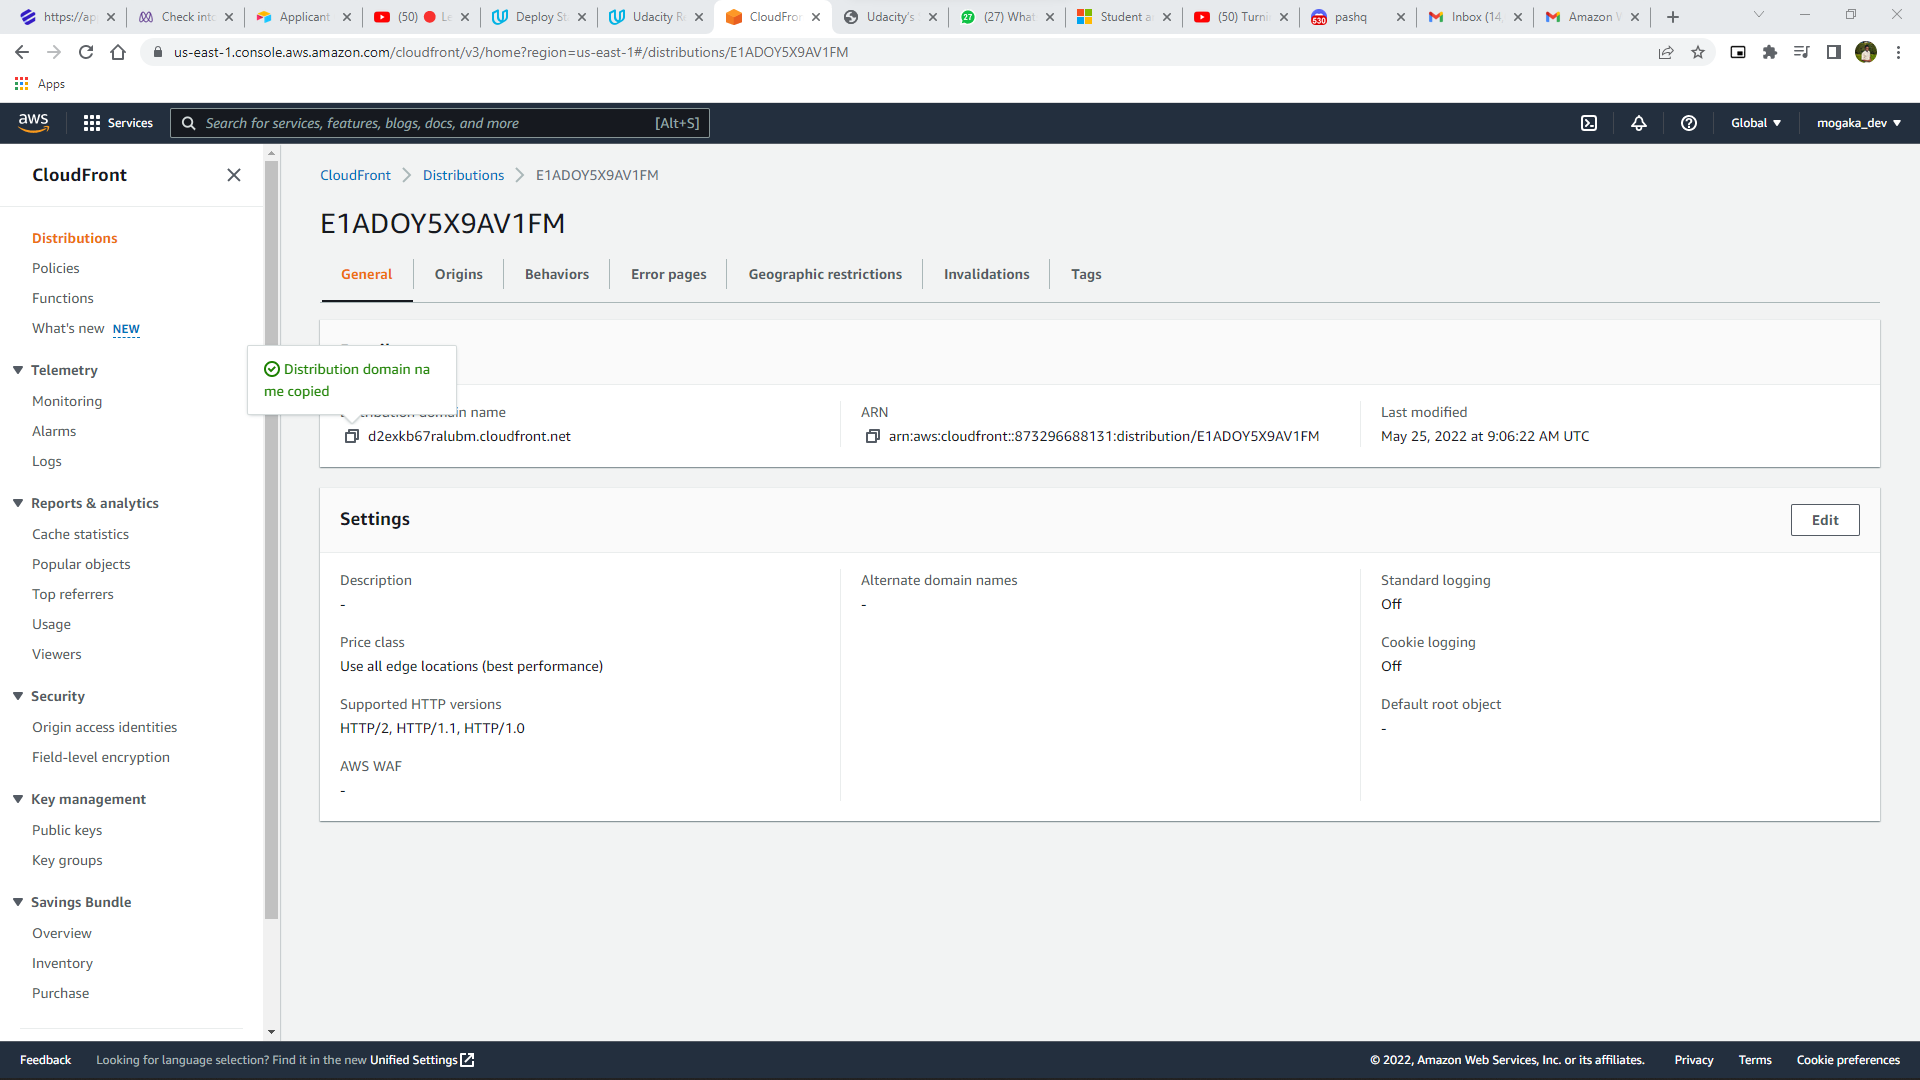 https://ap
Check int
Applicant
(50) Le
Deploy St
Udacity R
CloudFron
Udacity's
(27) What
Student a
(50) Turni
pashq
Inbox (14
Amazon W
us-east-1.console.aws.amazon.com/cloudfront/v3/home?region=us-east-1#/distributions/E1ADOY5X9AV1FM
Apps
aws Services Search for services, features, blogs, docs, and more [Alt+S] Global mogaka_dev
CloudFront
Distributions
Policies
Functions
What's new NEW
Telemetry
Monitoring
Alarms
Logs
Reports & analytics
Cache statistics
Popular objects
Top referrers
Usage
Viewers
Security
Origin access identities
Field-level encryption
Key management
Public keys
Key groups
Savings Bundle
Overview
Inventory
Purchase
CloudFront Distributions E1ADOY5X9AV1FM
E1ADOY5X9AV1FM
General Origins Behaviors Error pages Geographic restrictions Invalidations Tags
Distribution domain na
me copied
domain name
d2exkb67ralubm.cloudfront.net
ARN
arn:aws:cloudfront::873296688131:distribution/E1ADOY5X9AV1FM
Last modified
May 25, 2022 at 9:06:22 AM UTC
Settings
Edit
Description
-
Price class
Use all edge locations (best performance)
Supported HTTP versions
HTTP/2, HTTP/1.1, HTTP/1.0
AWS WAF
-
Alternate domain names
-
Standard logging
Off
Cookie logging
Off
Default root object
-
Feedback Looking for language selection? Find it in the new Unified Settings © 2022, Amazon Web Services, Inc. or its affiliates. Privacy Terms Cookie preferences